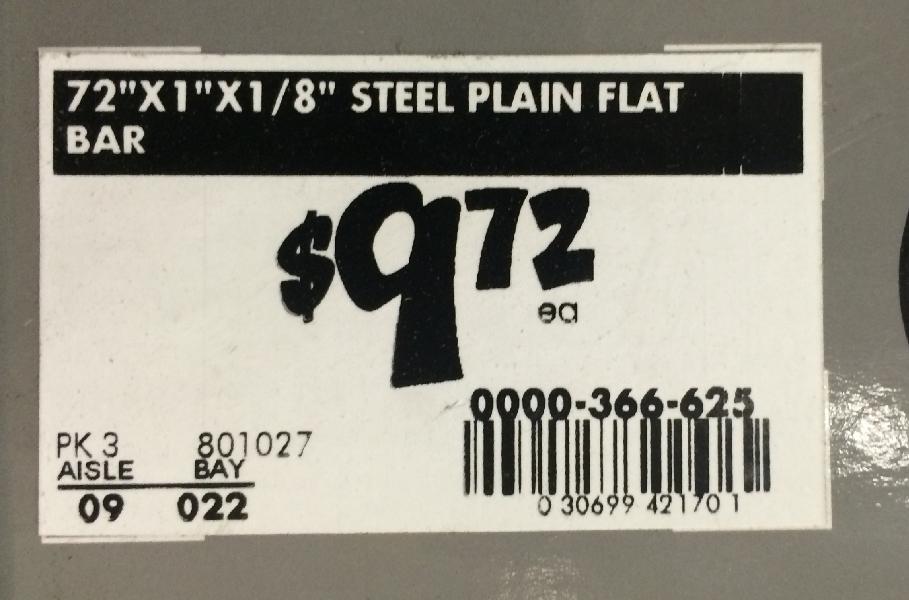 72"X1"X1/8" STEEL PLAIN FLAT
BAR
$972
ea
0000-366-625
PK 3 801027
AISLE BAY
09 022
0 30699 42170 1